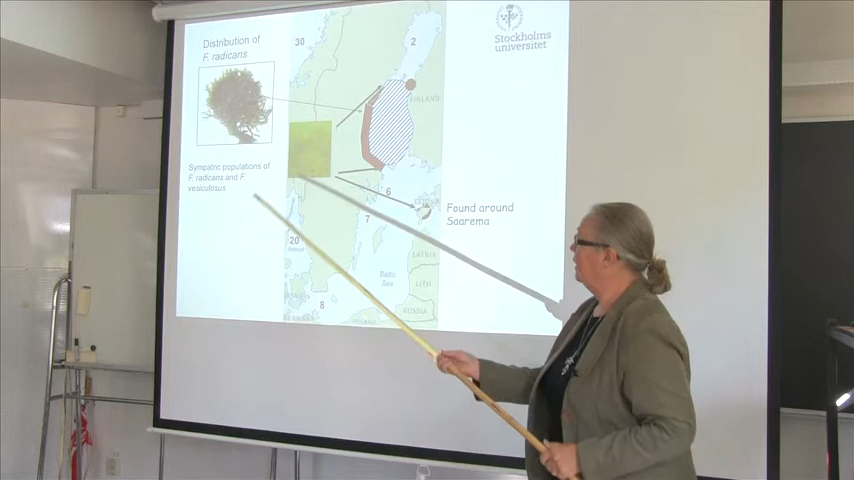 Distribution of
F. radicans
Sympatric populations of
F. radicans and F.
vesiculosus
30
2
FINLAND
6
7
20
8
Baltic
Sea
LATVIA
LITH.
RUSSIA
Stockholms
universitet
Found around
Saarema